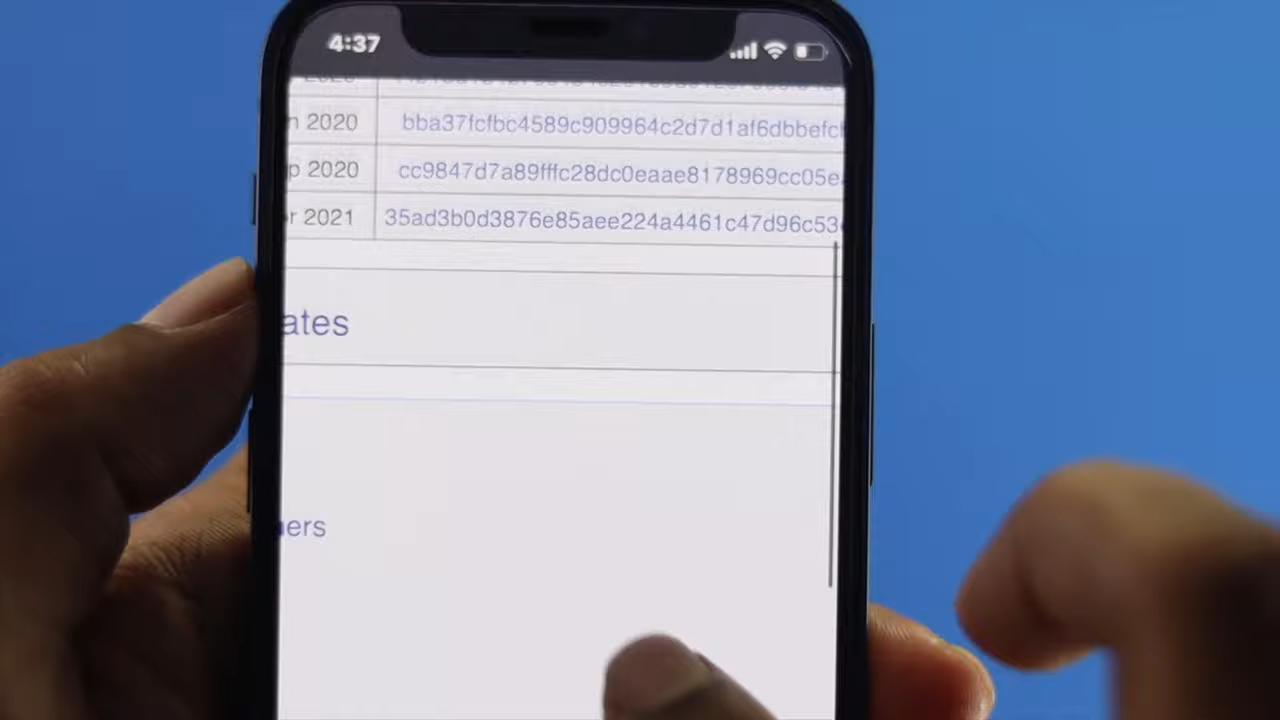 4:37
2020 bba37fcfbc4589c909964c2d7d1af6dbbefc
2020 cc9847d7a89fffc28dc0eaae8178969cc05e
2021 35ad3b0d3876e85aee224a4461c47d96c53
ates
ers